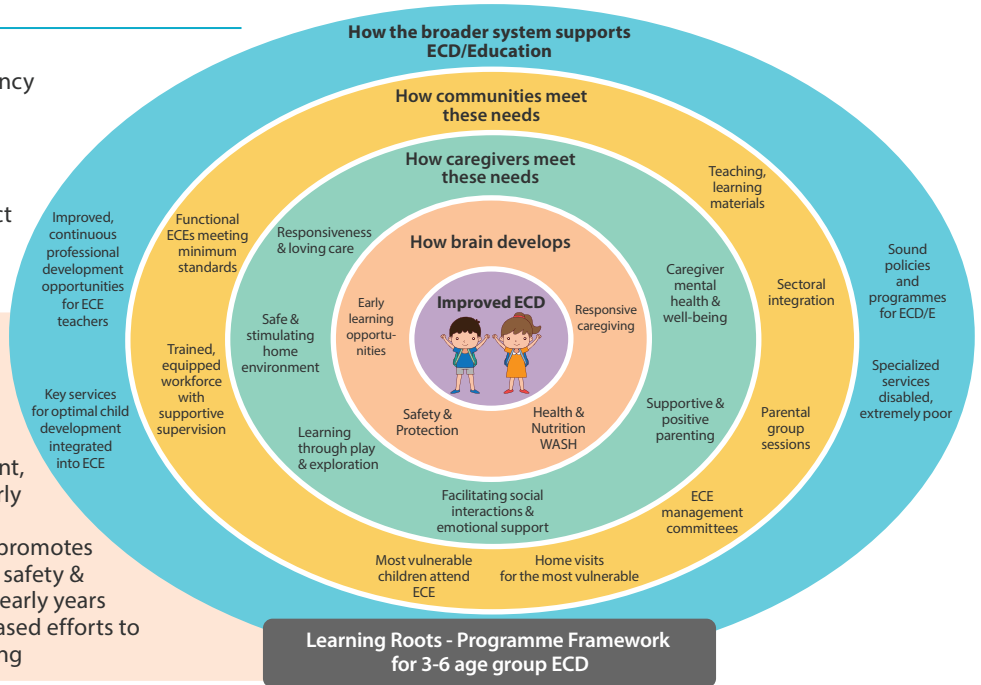 ncy
ct
nt,
rly
promotes
safety &
early years
ased efforts to
ng
How the broader system supports
ECD/Education
How communities meet
these needs
How caregivers meet
these needs
How brain develops
Improved ECD
Early
learning
opportu-
nities
Responsive
caregiving
Safety &
Protection
Health &
Nutrition
WASH
Responsiveness
& loving care
Safe &
stimulating
home
environment
Learning
through play
& exploration
Facilitating social
interactions &
emotional support
Caregiver
mental
health &
well-being
Supportive &
positive
parenting
Functional
ECEs meeting
minimum
standards
Trained,
equipped
workforce
with
supportive
supervision
Most vulnerable
children attend
ECE
Home visits
for the most vulnerable
ECE
management
committees
Parental
group
sessions
Sectoral
integration
Teaching,
learning
materials
Improved,
continuous
professional
development
opportunities
for ECE
teachers
Key services
for optimal child
development
integrated
into ECE
Sound
policies
and
programmes
for ECD/E
Specialized
services
disabled,
extremely poor
Learning Roots - Programme Framework
for 3-6 age group ECD